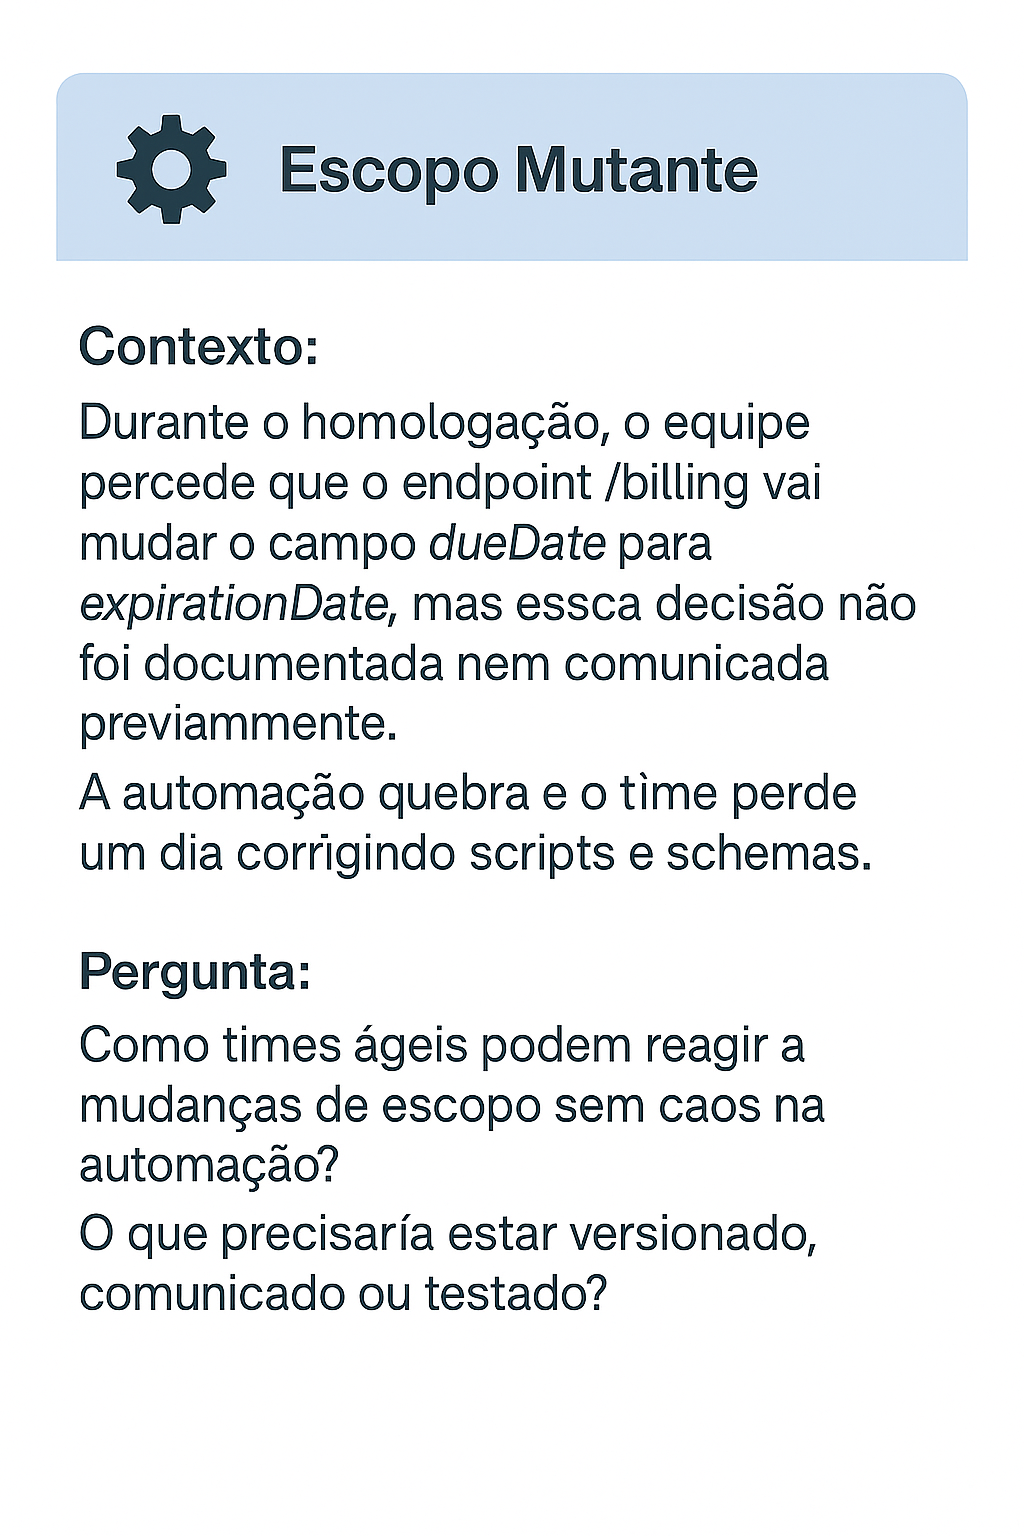 Escopo Mutante
Contexto:
Durante o homologação, o equipe
percede que o endpoint /billing vai
mudar o campo dueDate para
expirationDate, mas essca decisão não
foi documentada nem comunicada
previammente.
A automação quebra e o tìme perde
um dia corrigindo scripts e schemas.
Pergunta:
Como times ágeis podem reagir a
mudanças de escopo sem caos na
automação?
O que precisaría estar versionado,
comunicado ou testado?